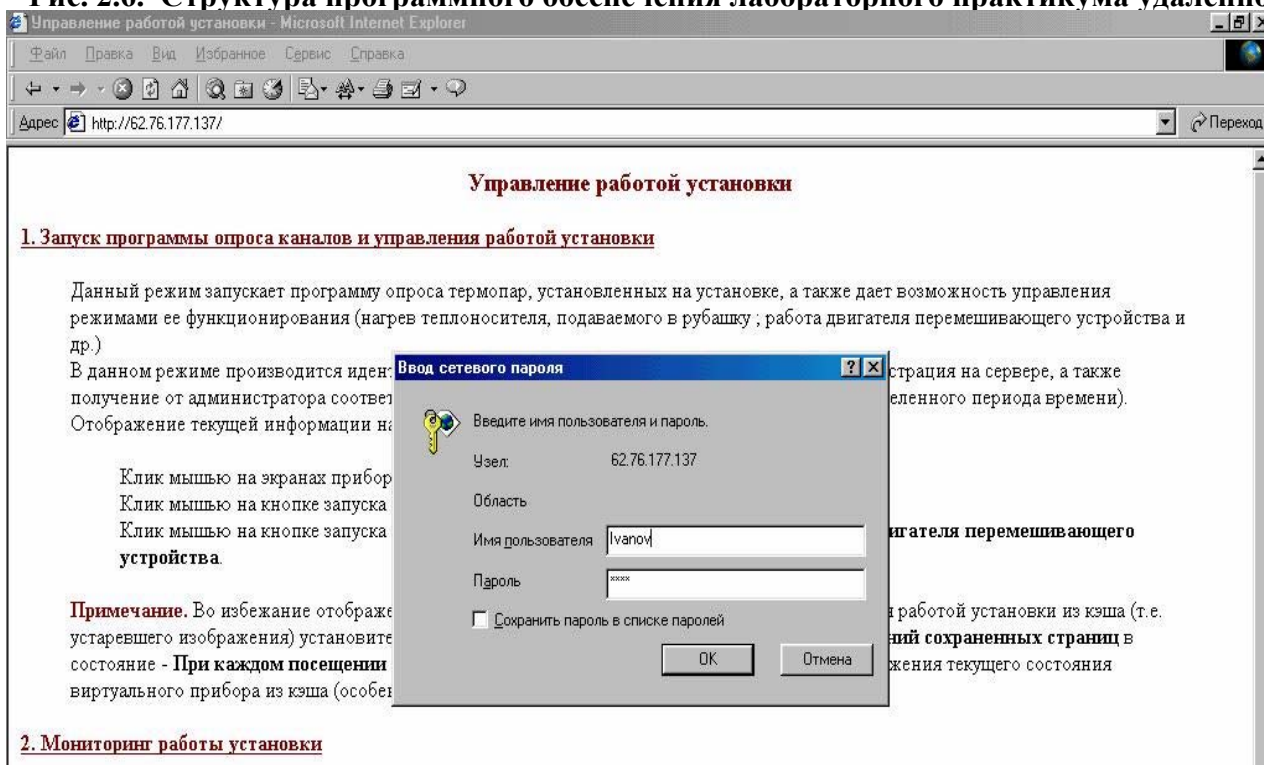 Рис. 2.6. Структура программного обеспечения лабораторного практикума удаленно
Управление работой установки - Microsoft Internet Explorer
Файл Правка Вид Избранное Сервис Справка
Адрес http://62.76.177.137/ Переход
Управление работой установки
1. Запуск программы опроса каналов и управления работой установки
Данный режим запускает программу опроса термопар, установленных на установке, а также дает возможность управления
режимами ее функционирования (нагрев теплоносителя, подаваемого в рубашку ; работа двигателя перемешивающего устройства и
др.)
В данном режиме производится иден страция на сервере, а также
получение от администратора соответ еленного периода времени).
Отображение текущей информации на
Клик мышью на экранах прибор
Клик мышью на кнопке запуска
Клик мышью на кнопке запуска игателя перемешивающего
устройства.
Примечание. Во избежание отображе я работой установки из кэша (т.е.
устаревшего изображения) установите ний сохраненных страниц в
состояние - При каждом посещении жения текущего состояния
виртуального прибора из кэша (особен
2. Мониторинг работы установки
Ввод сетевого пароля
Введите имя пользователя и пароль.
Узел: 62.76.177.137
Область
Имя пользователя Ivanov
Пароль xxxx
Сохранить пароль в списке паролей
OK Отмена